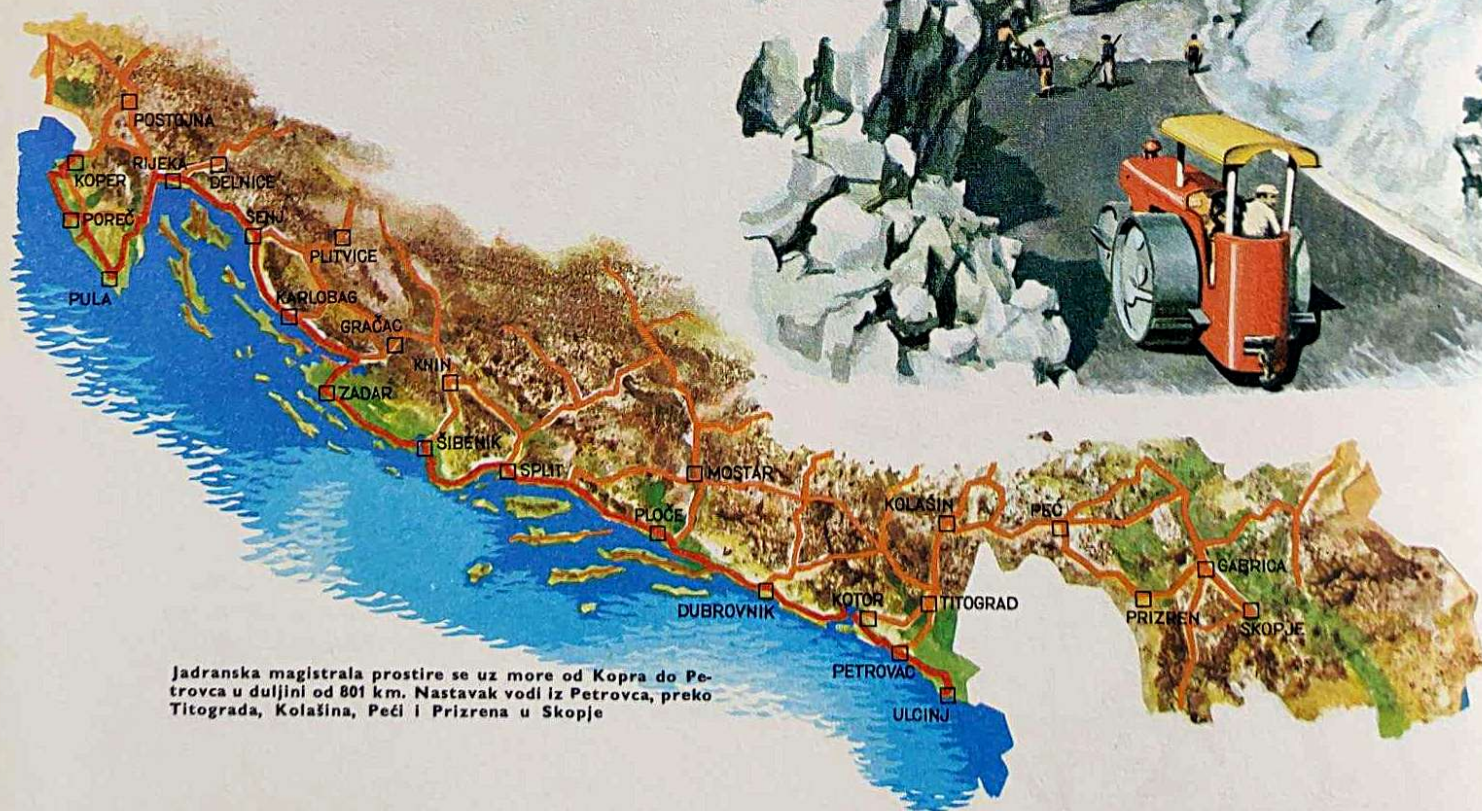 POSTOJNA
RIJEKA
KOPER
DELNICE
POREČ
SENJ
PLITVICE
PULA
KARLOBAG
GRAČAC
KNIN
ZADAR
ŠIBENIK
SPLIT
MOSTAR
KOLAŠIN
PEĆ
PLOČE
GABRICA
DUBROVNIK
KOTOR
TITOGRAD
PRIZREN
SKOPJE
PETROVAC
ULCINJ
Jadranska magistrala prostire se uz more od Kopra do Pe-
trovca u duljini od 801 km. Nastavak vodi iz Petrovca, preko
Titograda, Kolašina, Peći i Prizrena u Skopje